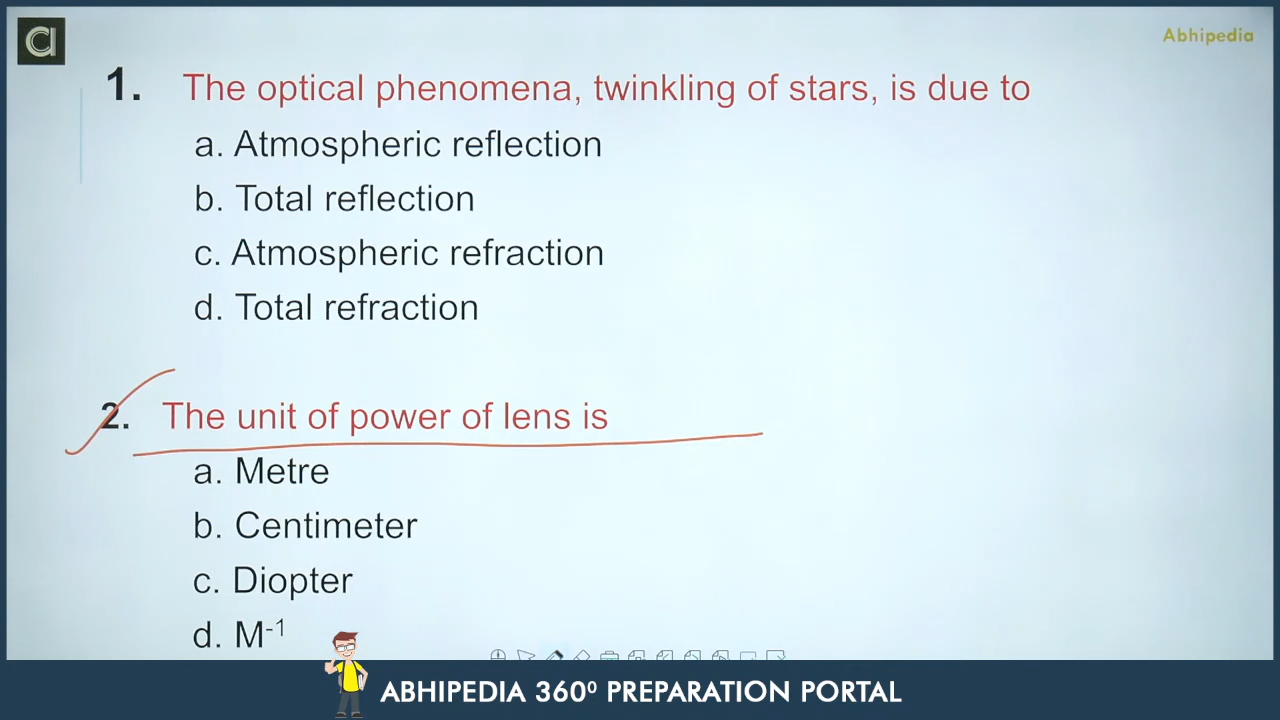 Abhipedia
1. The optical phenomena, twinkling of stars, is due to
a. Atmospheric reflection
b. Total reflection
c. Atmospheric refraction
d. Total refraction
2. The unit of power of lens is
a. Metre
b. Centimeter
c. Diopter
d. M⁻¹
ABHIPEDIA 360⁰ PREPARATION PORTAL